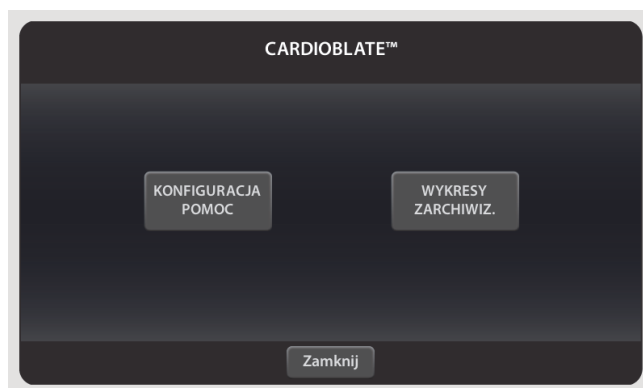 CARDIOBLATE™
KONFIGURACJA
POMOC
WYKRESY
ZARCHIWIZ.
Zamknij